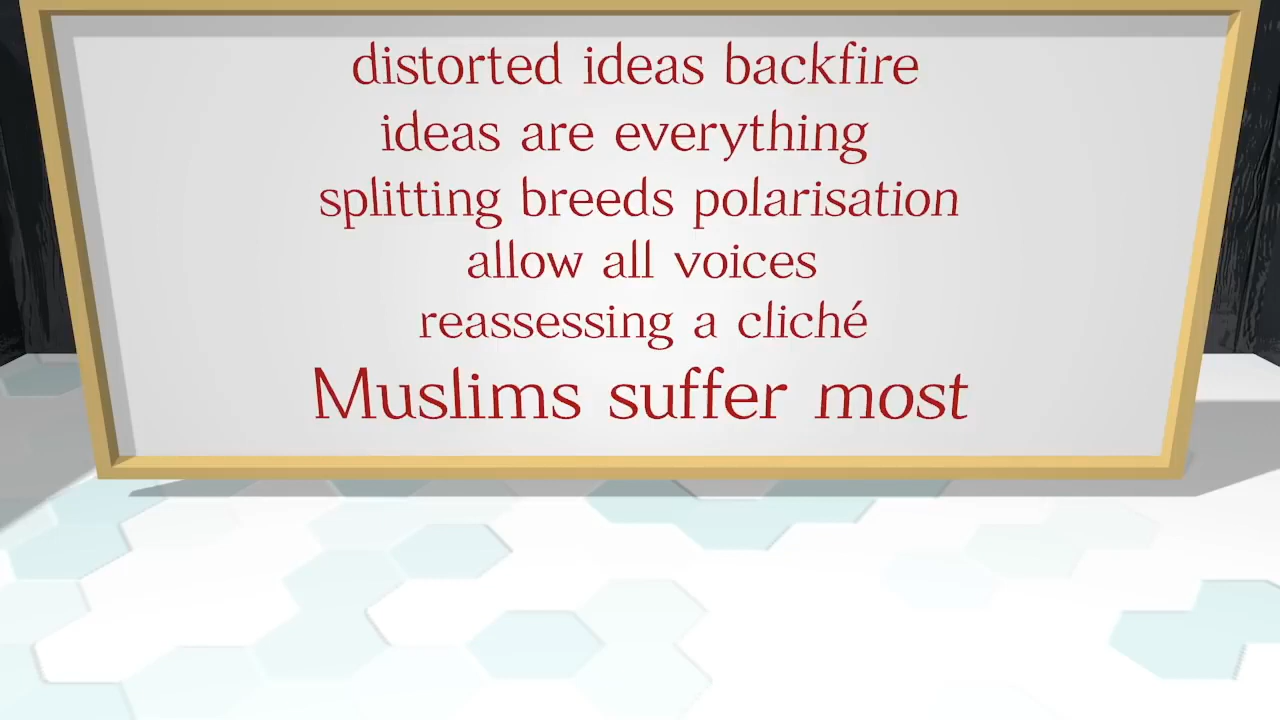 distorted ideas backfire
ideas are everything
splitting breeds polarisation
allow all voices
reassessing a cliché
Muslims suffer most